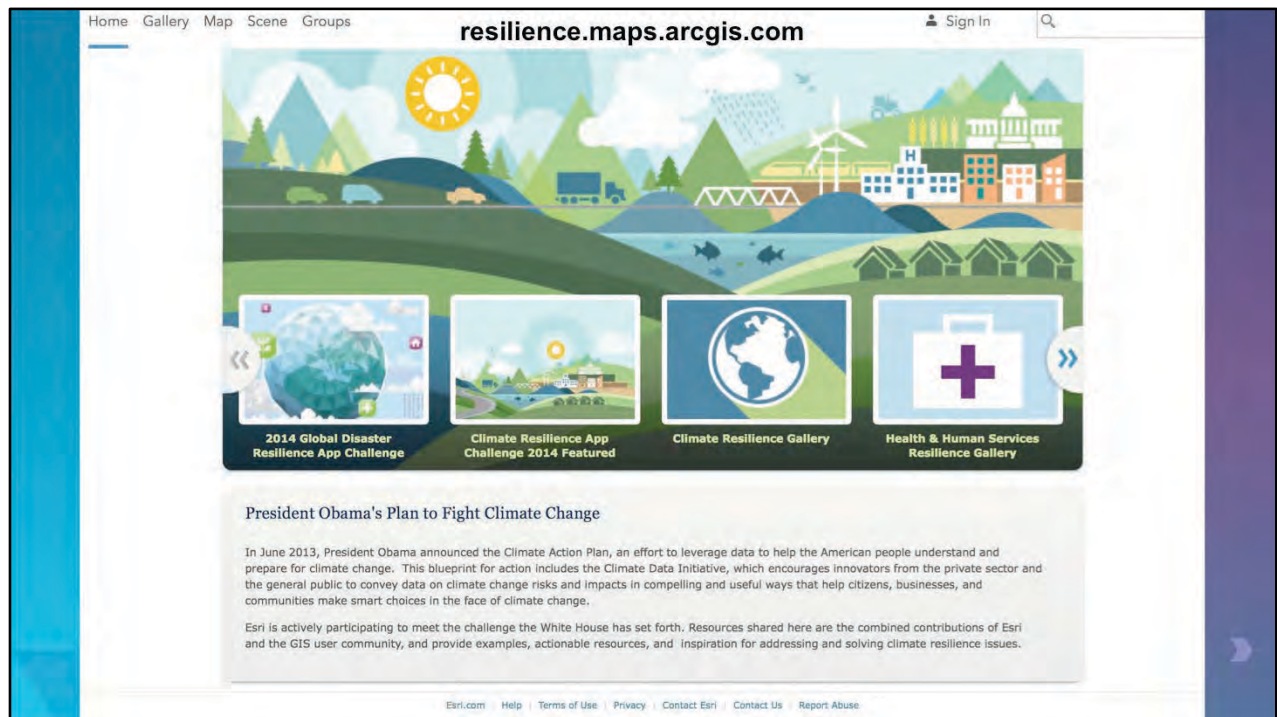 Home Gallery Map Scene Groups
resilience.maps.arcgis.com
Sign In
H
2014 Global Disaster
Resilience App Challenge
Climate Resilience App
Challenge 2014 Featured
Climate Resilience Gallery
Health & Human Services
Resilience Gallery
President Obama's Plan to Fight Climate Change
In June 2013, President Obama announced the Climate Action Plan, an effort to leverage data to help the American people understand and
prepare for climate change. This blueprint for action includes the Climate Data Initiative, which encourages innovators from the private sector and
the general public to convey data on climate change risks and impacts in compelling and useful ways that help citizens, businesses, and
communities make smart choices in the face of climate change.
Esri is actively participating to meet the challenge the White House has set forth. Resources shared here are the combined contributions of Esri
and the GIS user community, and provide examples, actionable resources, and inspiration for addressing and solving climate resilience issues.
Esri.com | Help | Terms of Use | Privacy | Contact Esri | Contact Us | Report Abuse